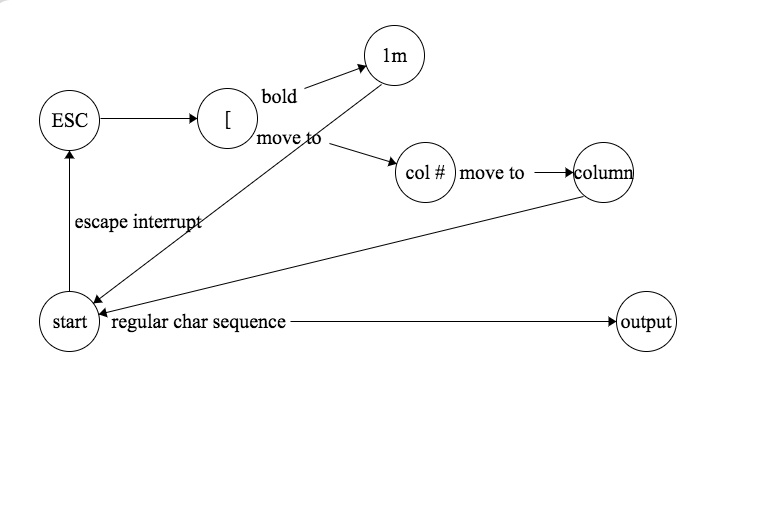 1m
bold
ESC
[
move to
col #
move to
column
escape interrupt
start
regular char sequence
output